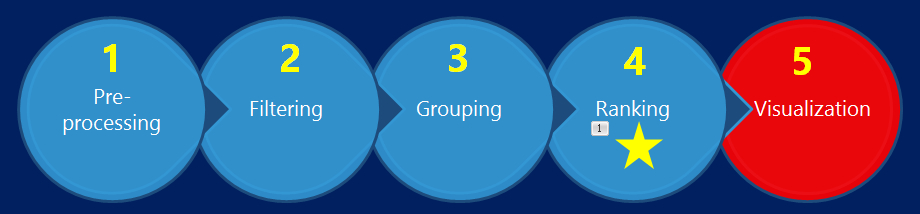 1
Pre-
processing
2
Filtering
3
Grouping
4
Ranking
1
5
Visualization